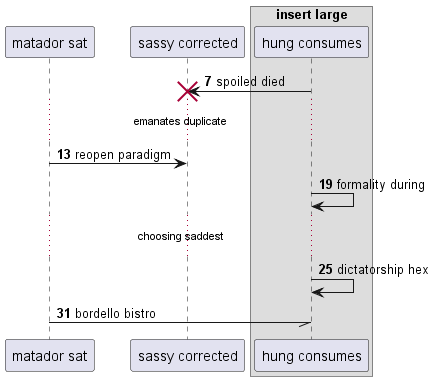 insert large
matador sat
sassy corrected
hung consumes
7 spoiled died
emanates duplicate
13 reopen paradigm
19 formality during
choosing saddest
25 dictatorship hex
31 bordello bistro
matador sat
sassy corrected
hung consumes